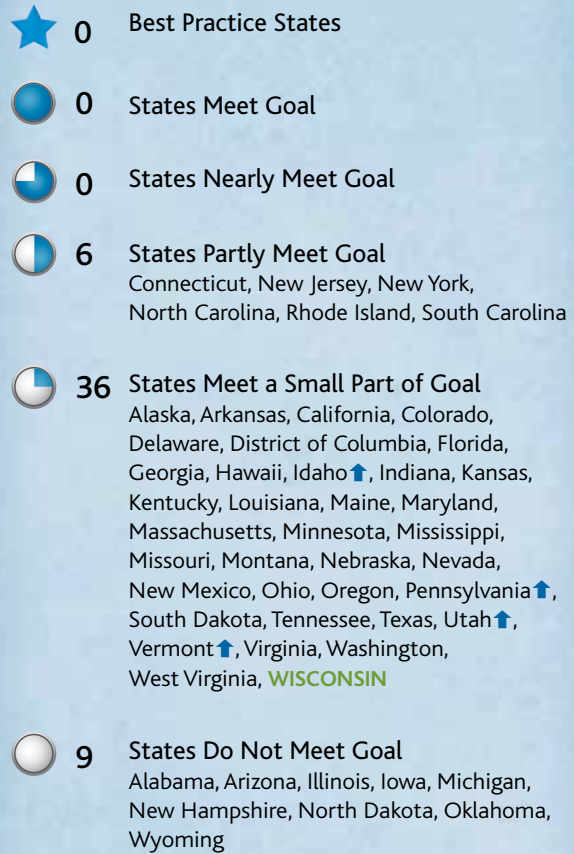 0 Best Practice States
0 States Meet Goal
0 States Nearly Meet Goal
6 States Partly Meet Goal
Connecticut, New Jersey, New York,
North Carolina, Rhode Island, South Carolina
36 States Meet a Small Part of Goal
Alaska, Arkansas, California, Colorado,
Delaware, District of Columbia, Florida,
Georgia, Hawaii, Idaho⬆, Indiana, Kansas,
Kentucky, Louisiana, Maine, Maryland,
Massachusetts, Minnesota, Mississippi,
Missouri, Montana, Nebraska, Nevada,
New Mexico, Ohio, Oregon, Pennsylvania⬆,
South Dakota, Tennessee, Texas, Utah⬆,
Vermont⬆, Virginia, Washington,
West Virginia, WISCONSIN
9 States Do Not Meet Goal
Alabama, Arizona, Illinois, Iowa, Michigan,
New Hampshire, North Dakota, Oklahoma,
Wyoming